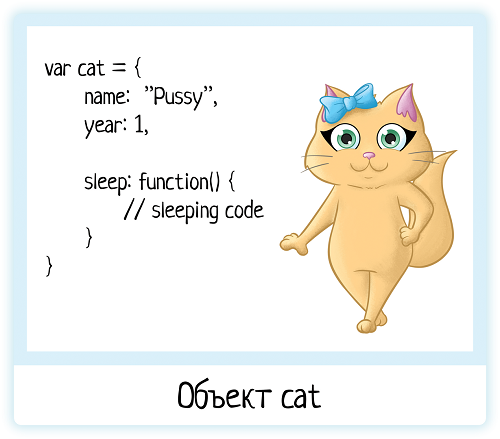 var cat = {
name: "Pussy",
year: 1,
sleep: function() {
// sleeping code
}
}
Объект cat